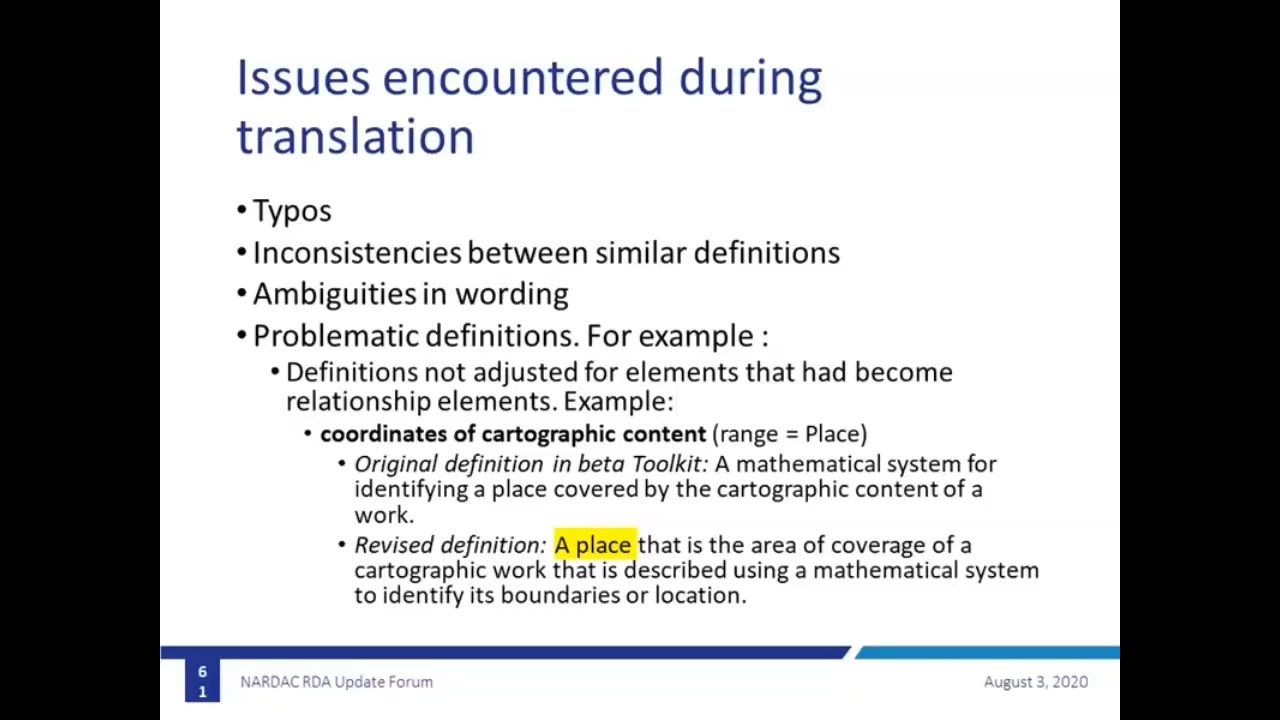 Issues encountered during
translation
• Typos
• Inconsistencies between similar definitions
• Ambiguities in wording
• Problematic definitions. For example :
• Definitions not adjusted for elements that had become
relationship elements. Example:
• coordinates of cartographic content (range = Place)
• Original definition in beta Toolkit: A mathematical system for
identifying a place covered by the cartographic content of a
work.
• Revised definition: A place that is the area of coverage of a
cartographic work that is described using a mathematical system
to identify its boundaries or location.
6
1
NARDAC RDA Update Forum
August 3, 2020